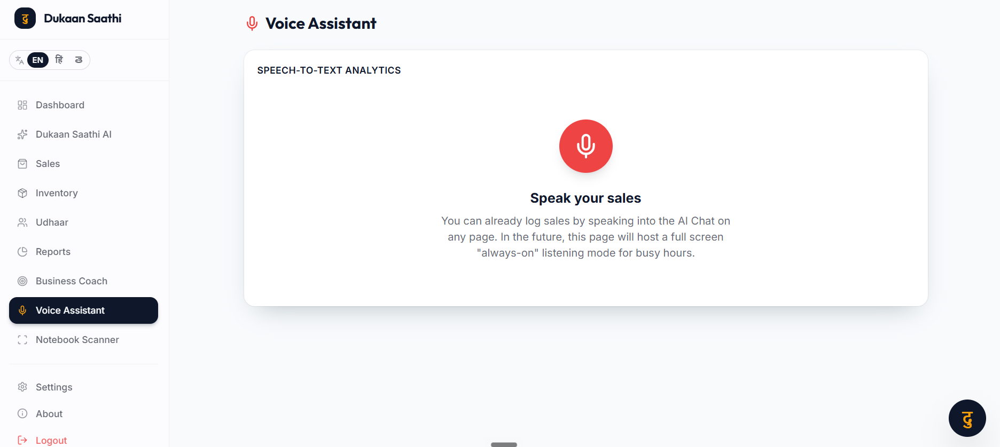 दु Dukaan Saathi
EN हिं తె
Dashboard
Dukaan Saathi AI
Sales
Inventory
Udhaar
Reports
Business Coach
Voice Assistant
Notebook Scanner
Settings
About
Logout
Voice Assistant
SPEECH-TO-TEXT ANALYTICS
Speak your sales
You can already log sales by speaking into the AI Chat on
any page. In the future, this page will host a full screen
"always-on" listening mode for busy hours.
दु